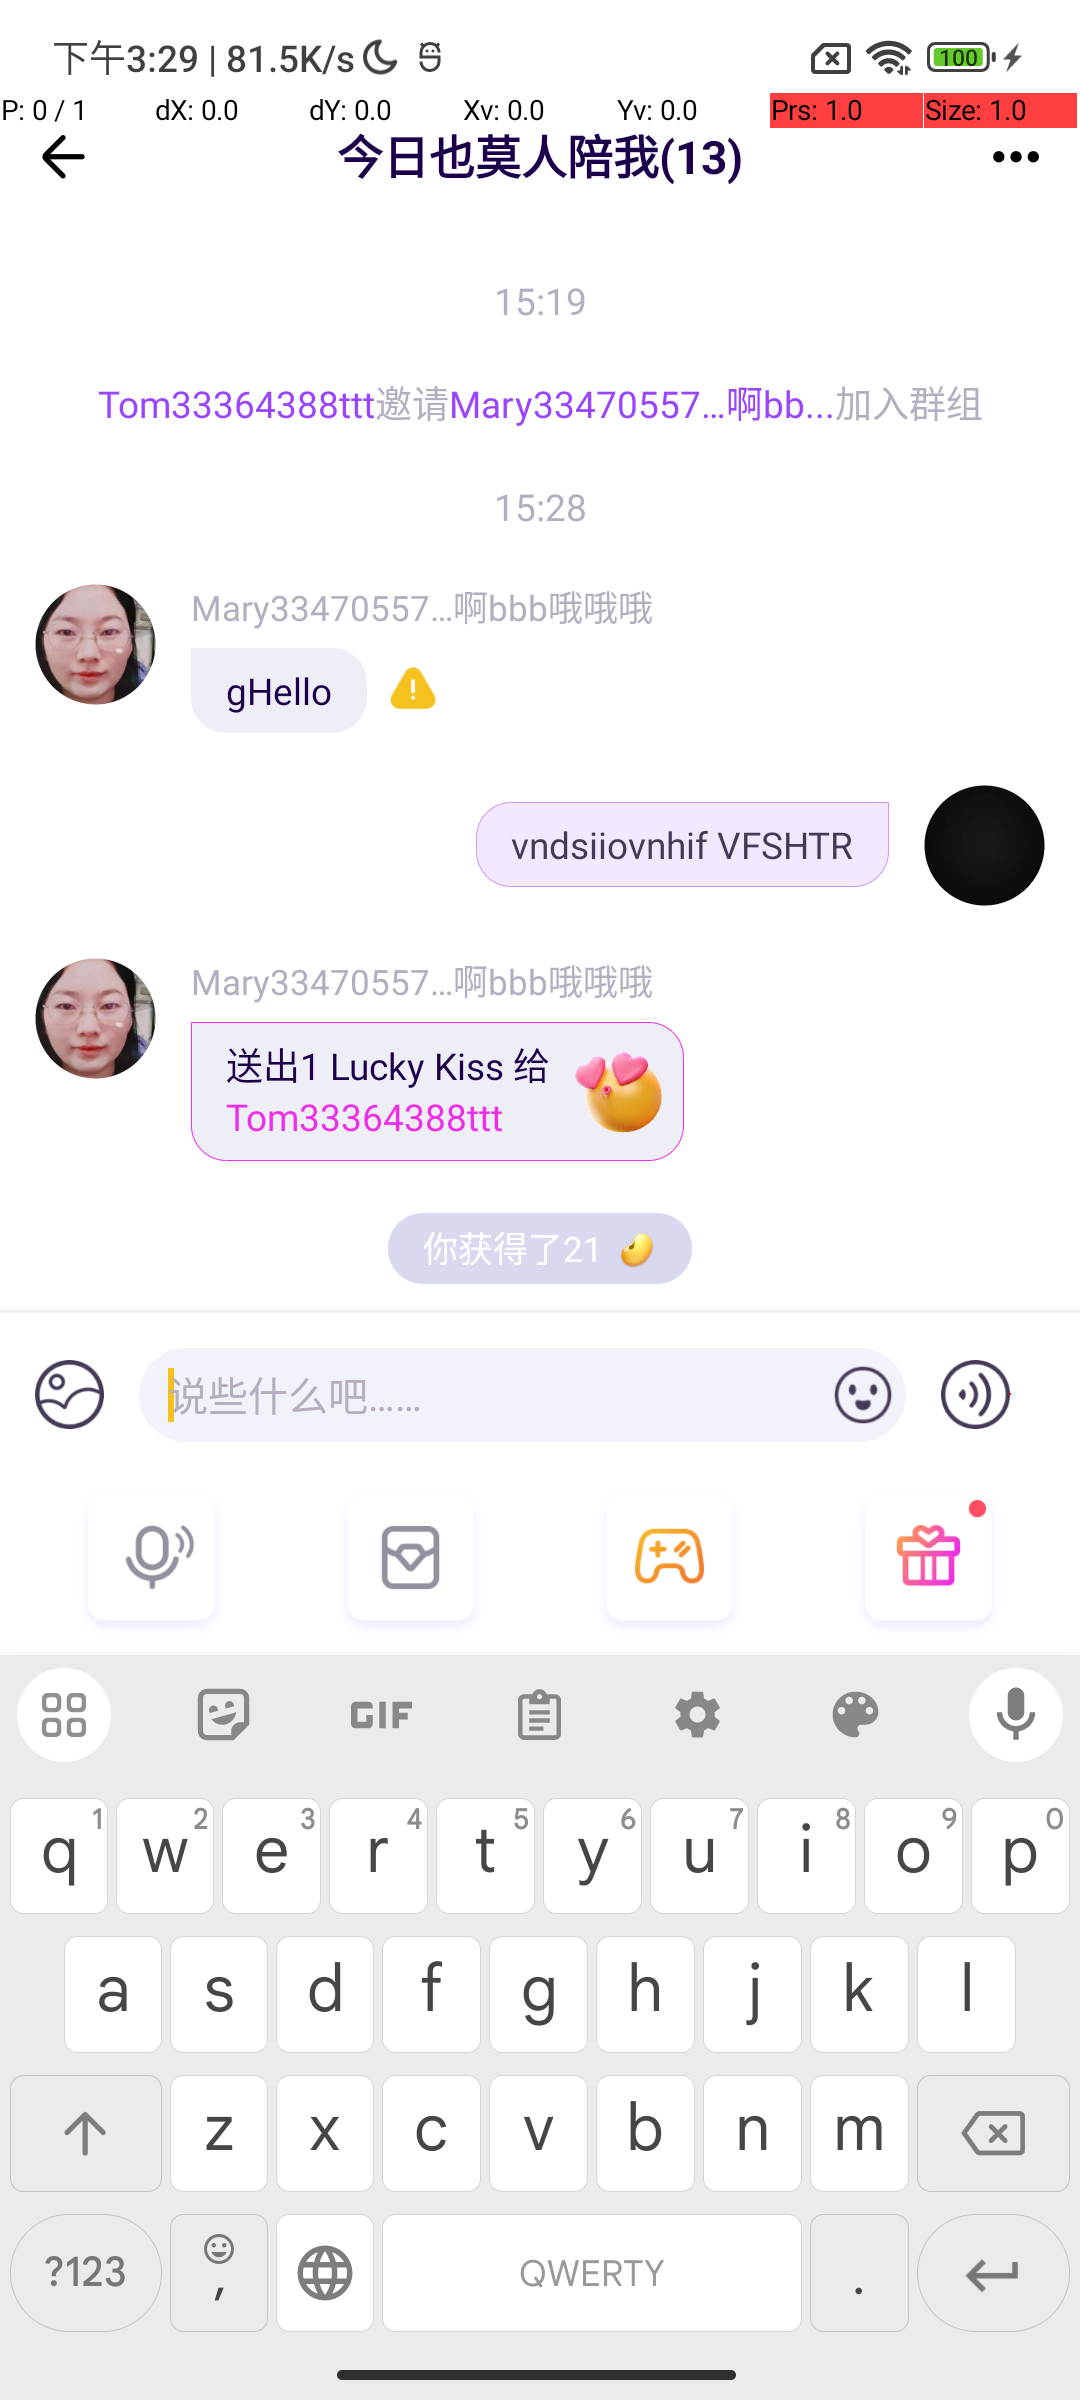 下午3:29 | 81.5K/s
100
P: 0 / 1 dX: 0.0 dY: 0.0 Xv: 0.0 Yv: 0.0 Prs: 1.0 Size: 1.0
今日也莫人陪我(13)
15:19
Tom33364388ttt邀请Mary33470557...啊bb...加入群组
15:28
Mary33470557...啊bbb哦哦哦
gHello
vndsiiovnhif VFSHTR
Mary33470557...啊bbb哦哦哦
送出1 Lucky Kiss 给
Tom33364388ttt
你获得了21
说些什么吧......
GIF
1 2 3 4 5 6 7 8 9 0
q w e r t y u i o p
a s d f g h j k l
z x c v b n m
?123 , QWERTY .